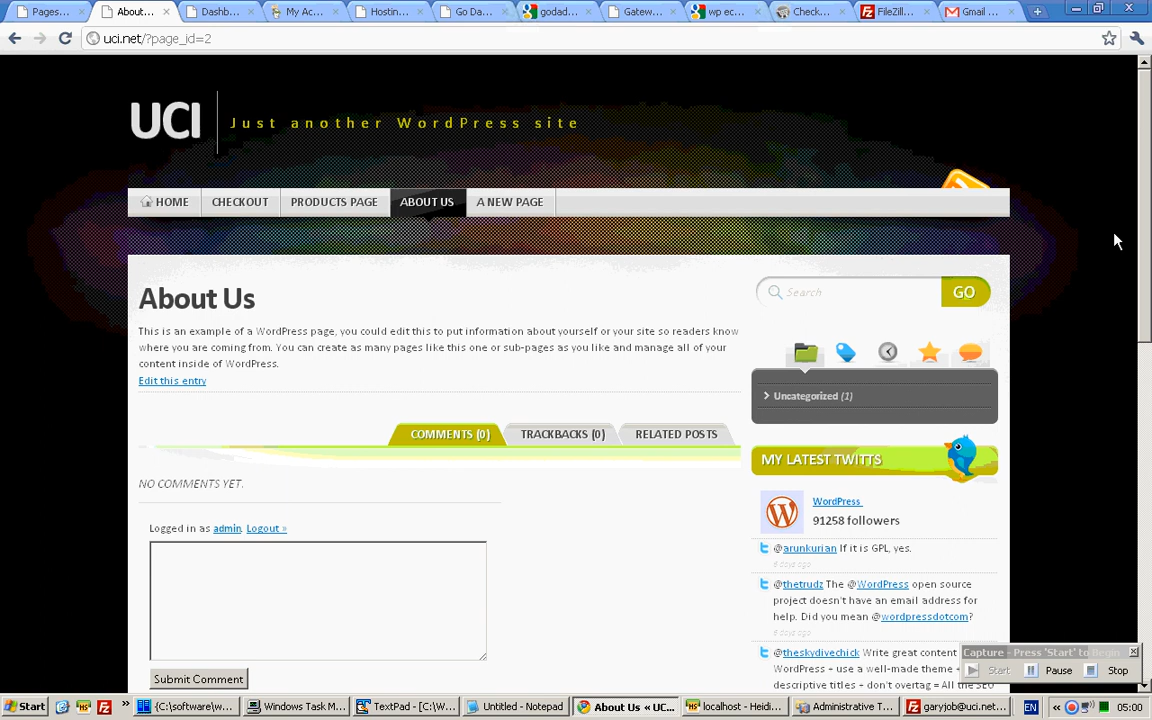 Pages...
About...
Dashb...
My Ac...
Hostin...
Go Da...
godad...
Gatew...
wp ec...
Check...
FileZill...
Gmail ...
uci.net/?page_id=2
UCI
Just another WordPress site
HOME
CHECKOUT
PRODUCTS PAGE
ABOUT US
A NEW PAGE
About Us
This is an example of a WordPress page, you could edit this to put information about yourself or your site so readers know
where you are coming from. You can create as many pages like this one or sub-pages as you like and manage all of your
content inside of WordPress.
Edit this entry
COMMENTS (0)
TRACKBACKS (0)
RELATED POSTS
NO COMMENTS YET.
Logged in as admin. Logout »
Submit Comment
Search
GO
Uncategorized (1)
MY LATEST TWITTS
WordPress
91258 followers
@arunkurian If it is GPL, yes.
6 days ago
@thetrudz The @WordPress open source
project doesn't have an email address for
help. Did you mean @wordpressdotcom?
6 days ago
@theskydivechick Write great content
WordPress + use a well-made theme +
descriptive titles + don't overtag = All the SEO
Capture - Press 'Start' to Begin
Start
Pause
Stop
Start
{C:\software\w...
Windows Task M...
TextPad - [C:\W...
Untitled - Notepad
About Us « UC...
localhost - Heidi...
Administrative T...
garyjob@uci.net...
EN
05:00